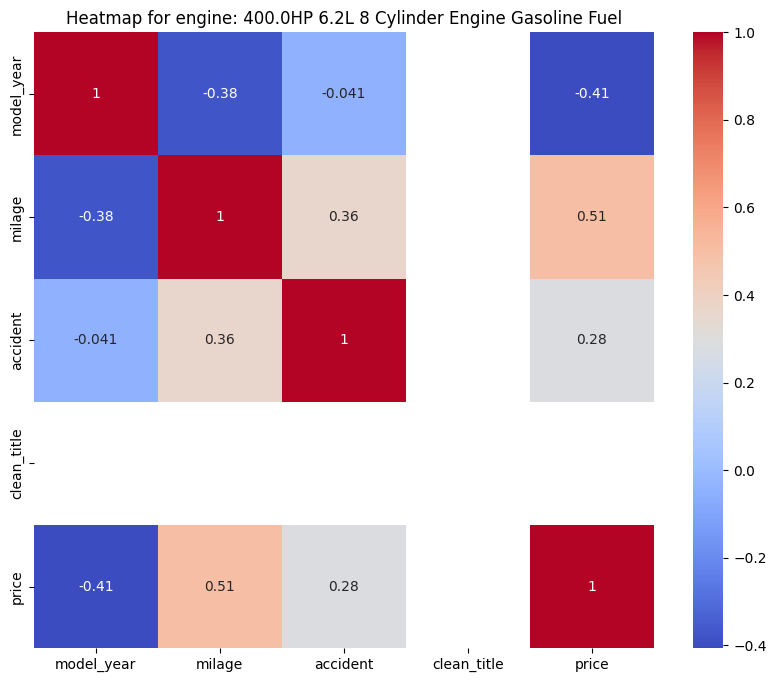 Heatmap for engine: 400.0HP 6.2L 8 Cylinder Engine Gasoline Fuel
model_year 1 -0.38 -0.041 -0.41
milage -0.38 1 0.36 0.51
accident -0.041 0.36 1 0.28
clean_title
price -0.41 0.51 0.28 1
model_year milage accident clean_title price
1.0
0.8
0.6
0.4
0.2
0.0
−0.2
−0.4